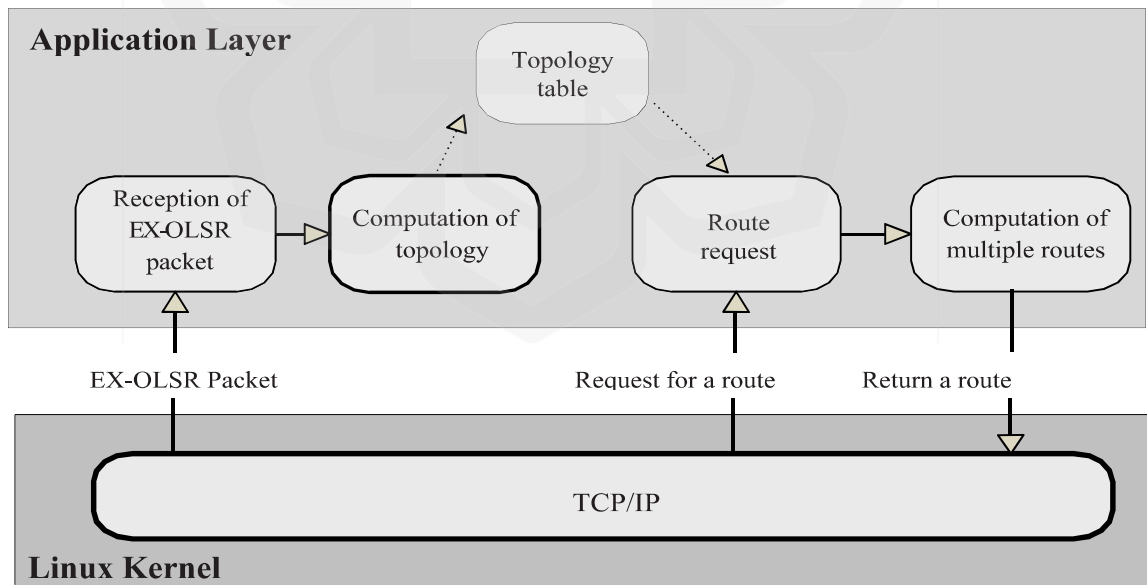 Application Layer
Topology
table
Reception of
EX-OLSR
packet
Computation of
topology
Route
request
Computation of
multiple routes
EX-OLSR Packet
Request for a route
Return a route
TCP/IP
Linux Kernel